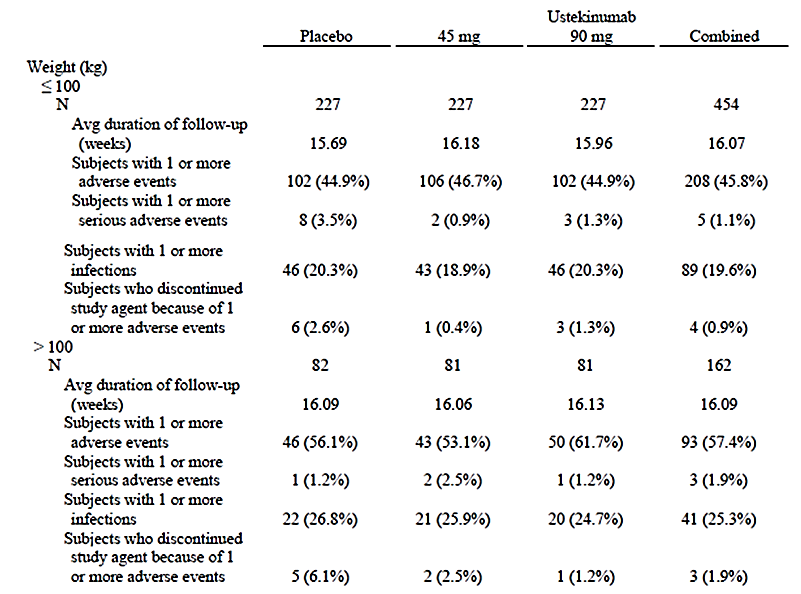 Ustekinumab
Placebo 45 mg 90 mg Combined
Weight (kg)
≤ 100
N 227 227 227 454
Avg duration of follow-up
(weeks) 15.69 16.18 15.96 16.07
Subjects with 1 or more
adverse events 102 (44.9%) 106 (46.7%) 102 (44.9%) 208 (45.8%)
Subjects with 1 or more
serious adverse events 8 (3.5%) 2 (0.9%) 3 (1.3%) 5 (1.1%)
Subjects with 1 or more
infections 46 (20.3%) 43 (18.9%) 46 (20.3%) 89 (19.6%)
Subjects who discontinued
study agent because of 1
or more adverse events 6 (2.6%) 1 (0.4%) 3 (1.3%) 4 (0.9%)
> 100
N 82 81 81 162
Avg duration of follow-up
(weeks) 16.09 16.06 16.13 16.09
Subjects with 1 or more
adverse events 46 (56.1%) 43 (53.1%) 50 (61.7%) 93 (57.4%)
Subjects with 1 or more
serious adverse events 1 (1.2%) 2 (2.5%) 1 (1.2%) 3 (1.9%)
Subjects with 1 or more
infections 22 (26.8%) 21 (25.9%) 20 (24.7%) 41 (25.3%)
Subjects who discontinued
study agent because of 1
or more adverse events 5 (6.1%) 2 (2.5%) 1 (1.2%) 3 (1.9%)